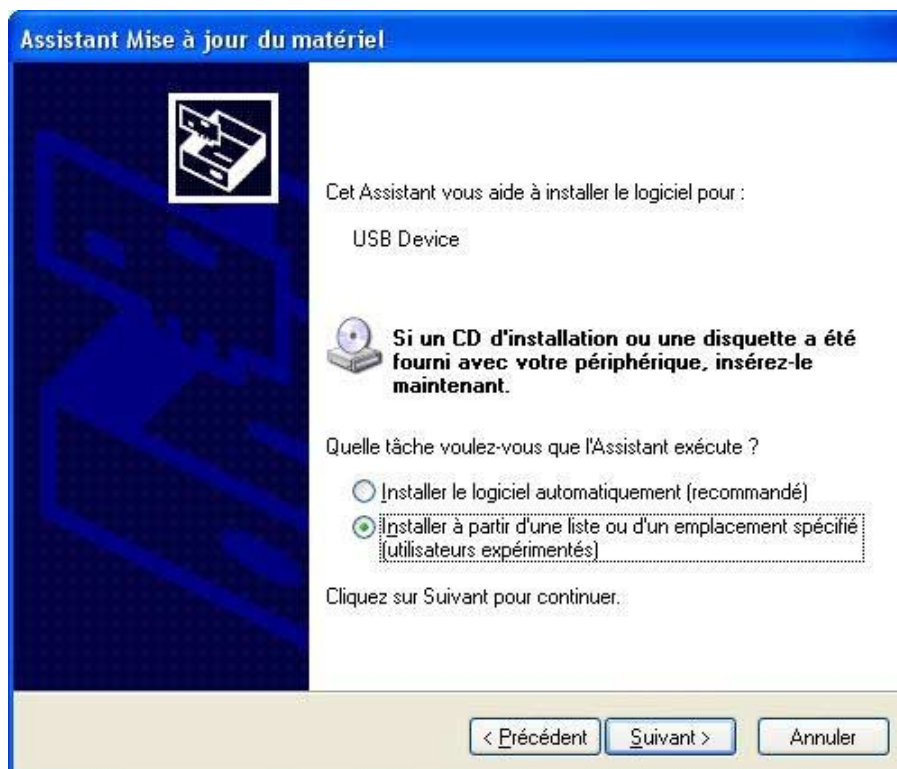 Assistant Mise à jour du matériel
Cet Assistant vous aide à installer le logiciel pour :
USB Device
Si un CD d'installation ou une disquette a été
fourni avec votre périphérique, insérez-le
maintenant.
Quelle tâche voulez-vous que l'Assistant exécute ?
Installer le logiciel automatiquement (recommandé)
Installer à partir d'une liste ou d'un emplacement spécifié
(utilisateurs expérimentés)
Cliquez sur Suivant pour continuer.
< Précédent Suivant > Annuler